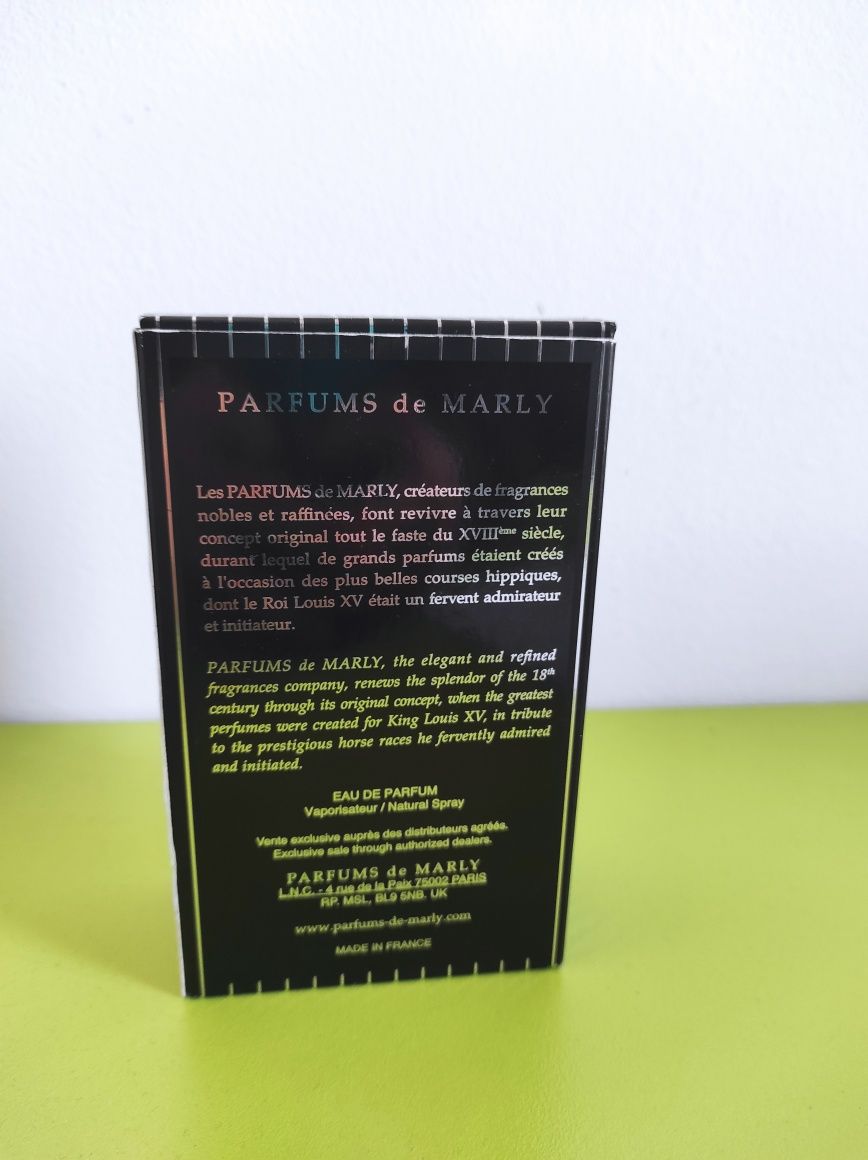 PARFUMS de MARLY
Les PARFUMS de MARLY, créateurs de fragrances
nobles et raffinées, font revivre à travers leur
concept original tout le faste du XVIIIème siècle,
durant lequel de grands parfums étaient créés
à l'occasion des plus belles courses hippiques,
dont le Roi Louis XV était un fervent admirateur
et initiateur.
PARFUMS de MARLY, the elegant and refined
fragrances company, renews the splendor of the 18th
century through its original concept, when the greatest
perfumes were created for King Louis XV, in tribute
to the prestigious horse races he fervently admired
and initiated.
EAU DE PARFUM
Vaporisateur / Natural Spray
Vente exclusive auprès des distributeurs agréés.
Exclusive sale through authorized dealers.
PARFUMS de MARLY
L.N.C. - 4 rue de la Paix 75002 PARIS
RP. MSL, BL9 5NB. UK
www.parfums-de-marly.com
MADE IN FRANCE